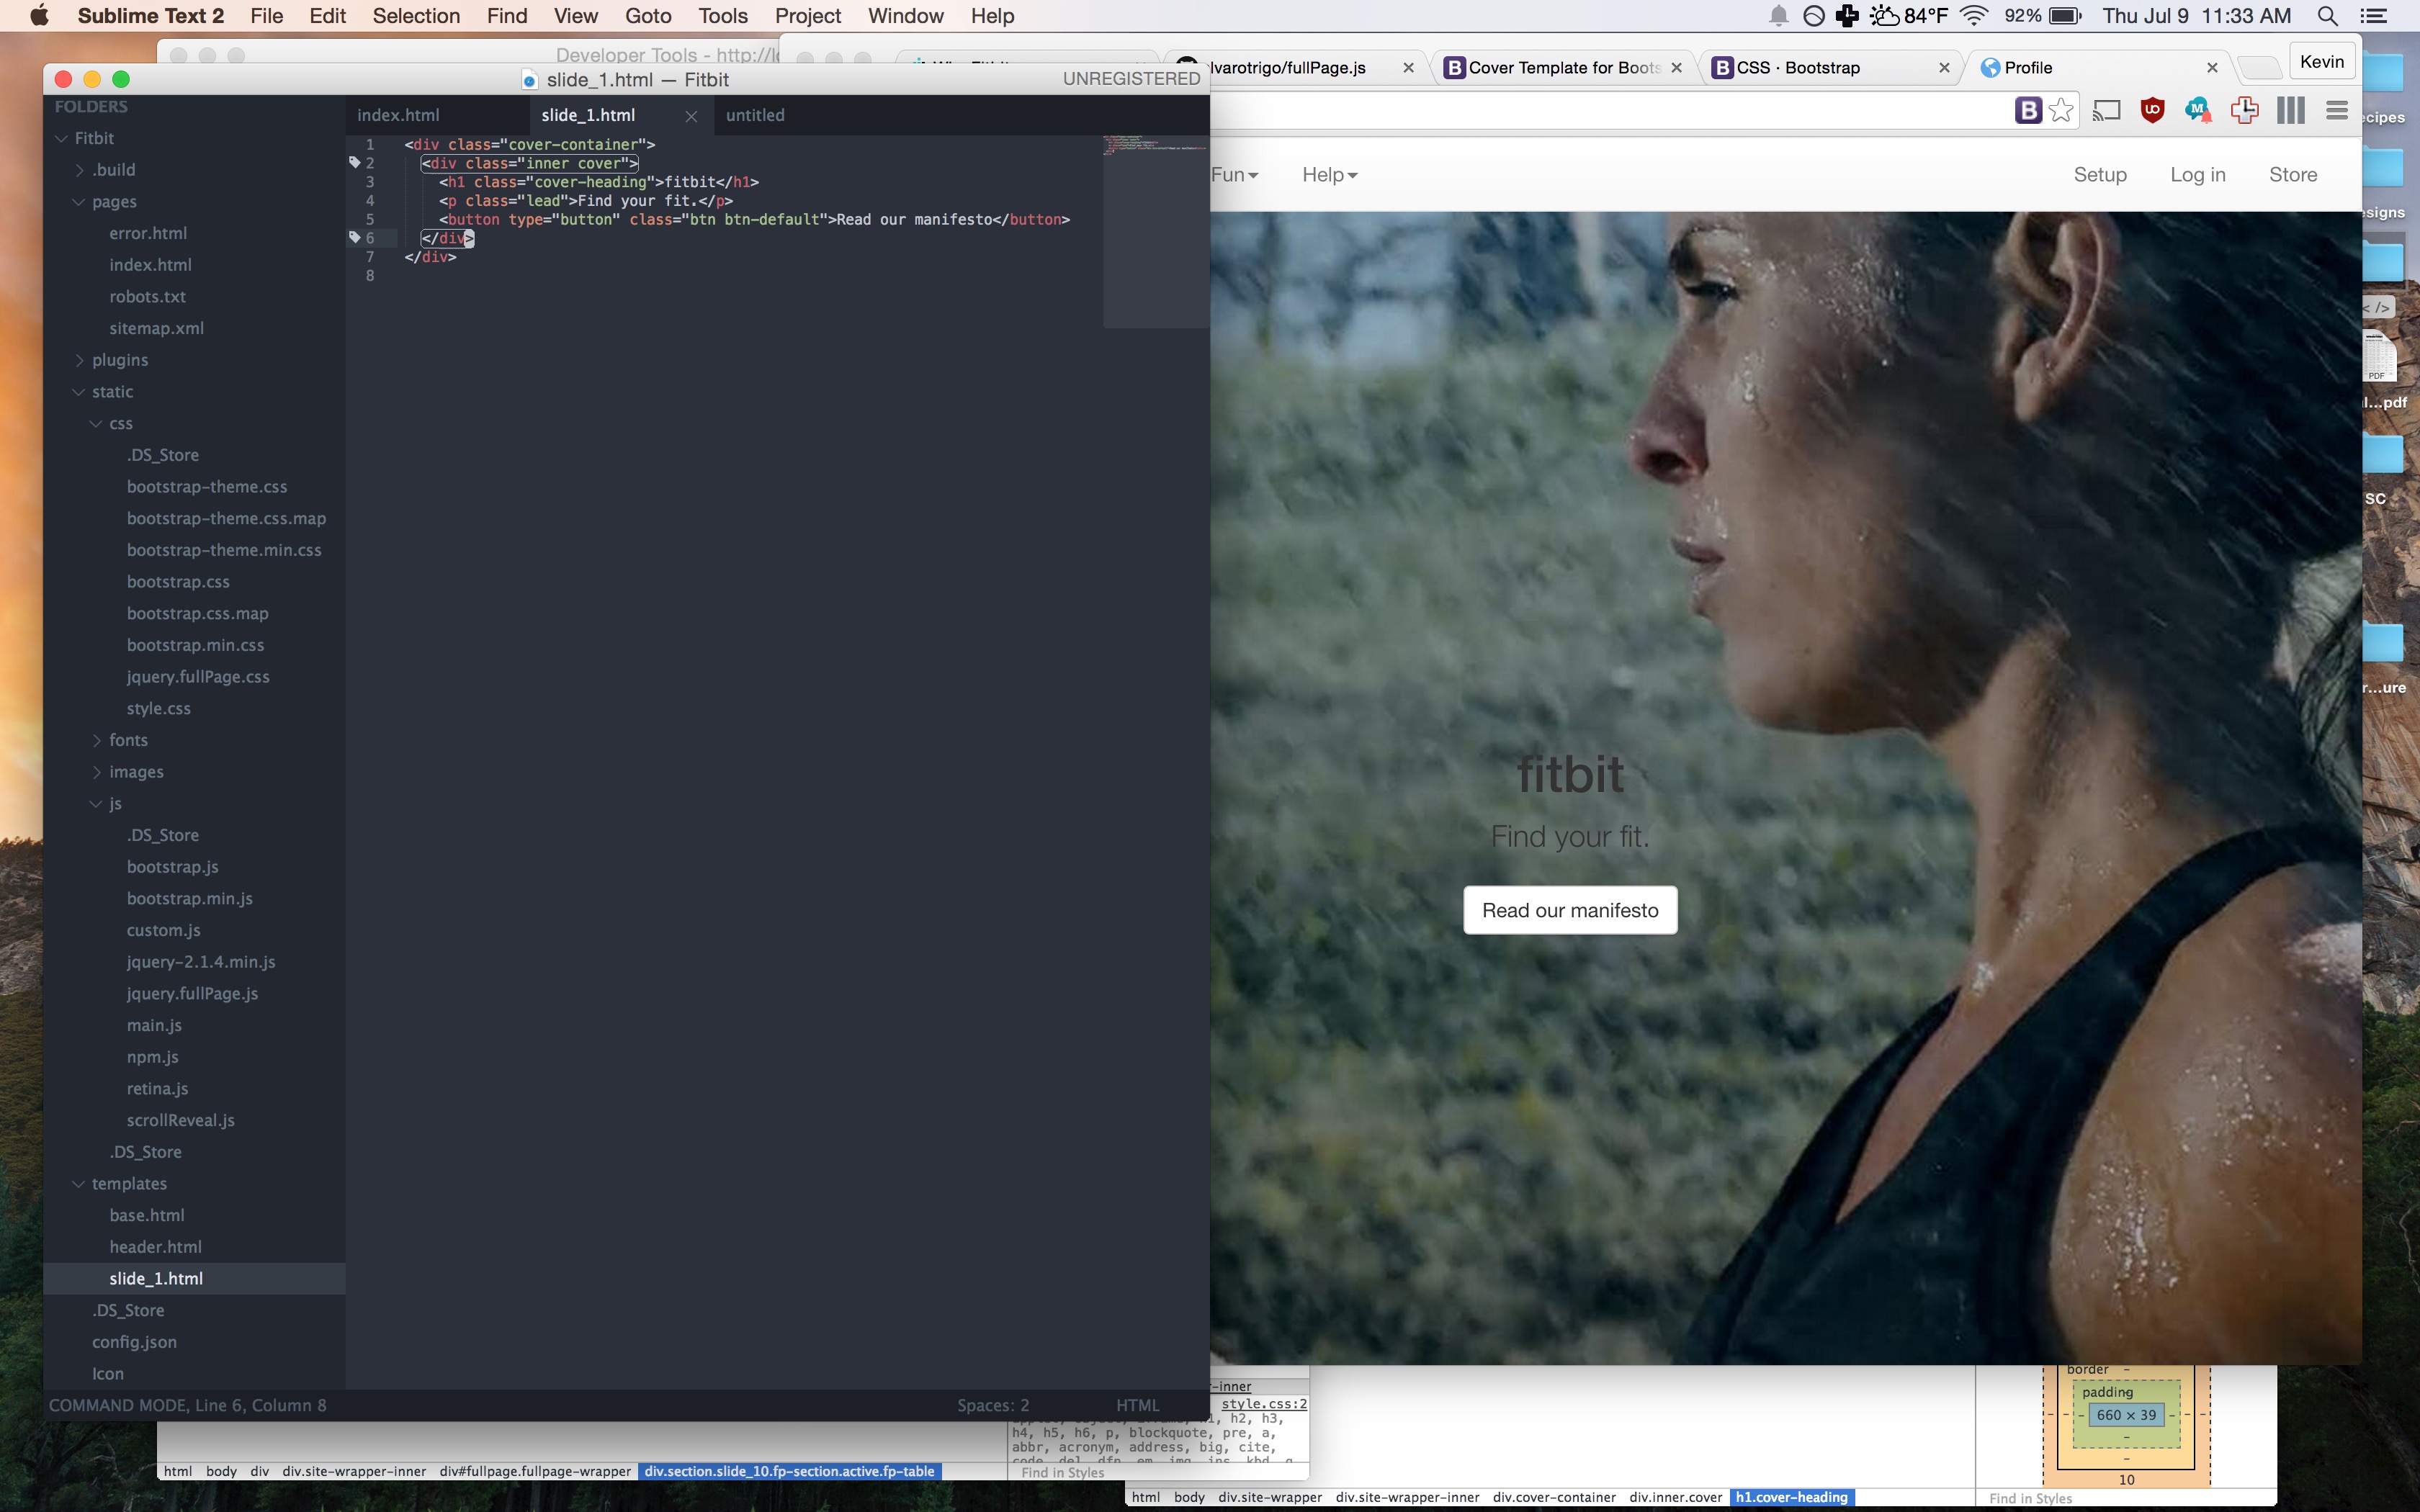 Sublime Text 2 File Edit Selection Find View Goto Tools Project Window Help
84°F 92% Thu Jul 9 11:33 AM
Developer Tools - http://
slide_1.html — Fitbit
UNREGISTERED
lvarotrigo/fullPage.js
Cover Template for Boots
CSS · Bootstrap
Profile
Kevin
FOLDERS
Fitbit
.build
pages
error.html
index.html
robots.txt
sitemap.xml
plugins
static
css
.DS_Store
bootstrap-theme.css
bootstrap-theme.css.map
bootstrap-theme.min.css
bootstrap.css
bootstrap.css.map
bootstrap.min.css
jquery.fullPage.css
style.css
fonts
images
js
.DS_Store
bootstrap.js
bootstrap.min.js
custom.js
jquery-2.1.4.min.js
jquery.fullPage.js
main.js
npm.js
retina.js
scrollReveal.js
.DS_Store
templates
base.html
header.html
slide_1.html
.DS_Store
config.json
Icon
index.html slide_1.html untitled
1 <div class="cover-container">
2 <div class="inner cover">
3 <h1 class="cover-heading">fitbit</h1>
4 <p class="lead">Find your fit.</p>
5 <button type="button" class="btn btn-default">Read our manifesto</button>
6 </div>
7 </div>
8
COMMAND MODE, Line 6, Column 8
Spaces: 2
HTML
Fun Help Setup Log in Store
fitbit
Find your fit.
Read our manifesto
ecipes
esigns
</>
PDF
l...pdf
SC
r...ure
-inner
style.css:2
h1, h2, h3,
h4, h5, h6, p, blockquote, pre, a,
abbr, acronym, address, big, cite,
code, del, dfn, em, img, ins, kbd, q,
Find in Styles
html body div div.site-wrapper-inner div#fullpage.fullpage-wrapper div.section.slide_10.fp-section.active.fp-table
border –
padding
660 × 39
10
html body div.site-wrapper div.site-wrapper-inner div.cover-container div.inner.cover h1.cover-heading
Find in Styles